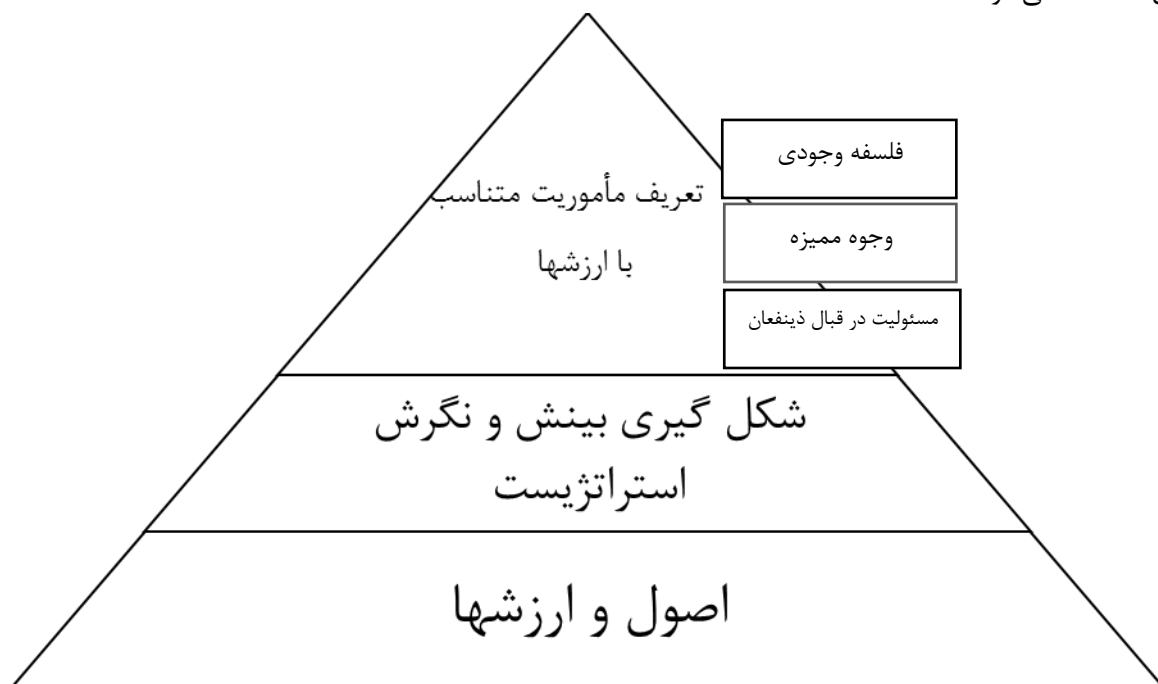 فلسفه وجودی
تعریف مأموریت متناسب
با ارزشها
وجوه ممیزه
مسئولیت در قبال ذینفعان
شکل گیری بینش و نگرش
استراتژیست
اصول و ارزشها